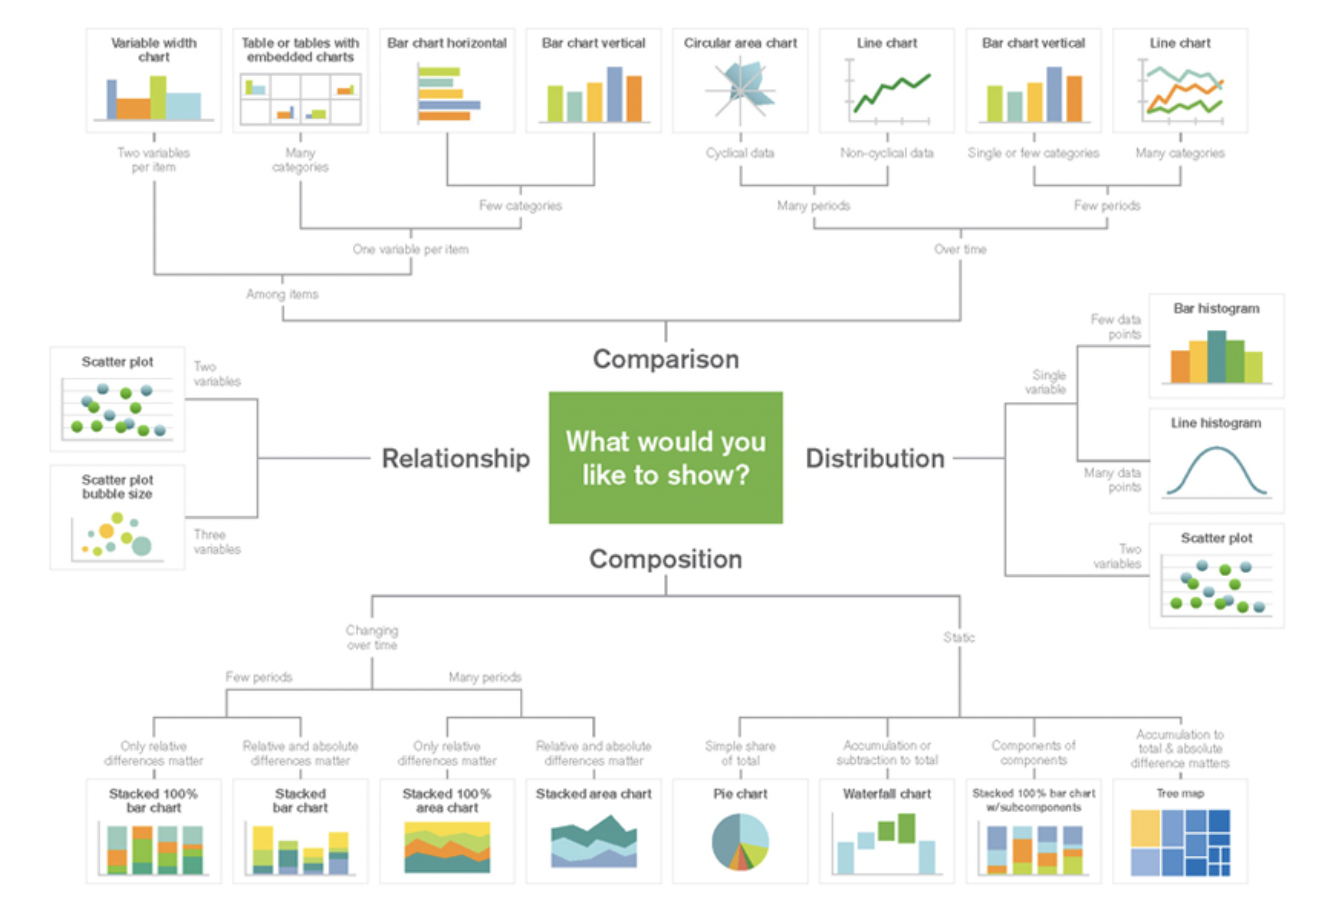 Variable width
chart
Table or tables with
embedded charts
Bar chart horizontal
Bar chart vertical
Circular area chart
Line chart
Bar chart vertical
Line chart
Two variables
per item
Many
categories
Cyclical data
Non-cyclical data
Single or few categories
Many categories
Few categories
Many periods
Few periods
One variable per item
Over time
Among items
Comparison
Scatter plot
Two
variables
Scatter plot
bubble size
Three
variables
Relationship
What would you
like to show?
Distribution
Single
variable
Few data
points
Bar histogram
Many data
points
Line histogram
Two
variables
Scatter plot
Composition
Changing
over time
Static
Few periods
Many periods
Only relative
differences matter
Relative and absolute
differences matter
Only relative
differences matter
Relative and absolute
differences matter
Simple share
of total
Accumulation or
subtraction to total
Components of
components
Accumulation to
total & absolute
difference matters
Stacked 100%
bar chart
Stacked
bar chart
Stacked 100%
area chart
Stacked area chart
Pie chart
Waterfall chart
Stacked 100% bar chart
w/subcomponents
Tree map